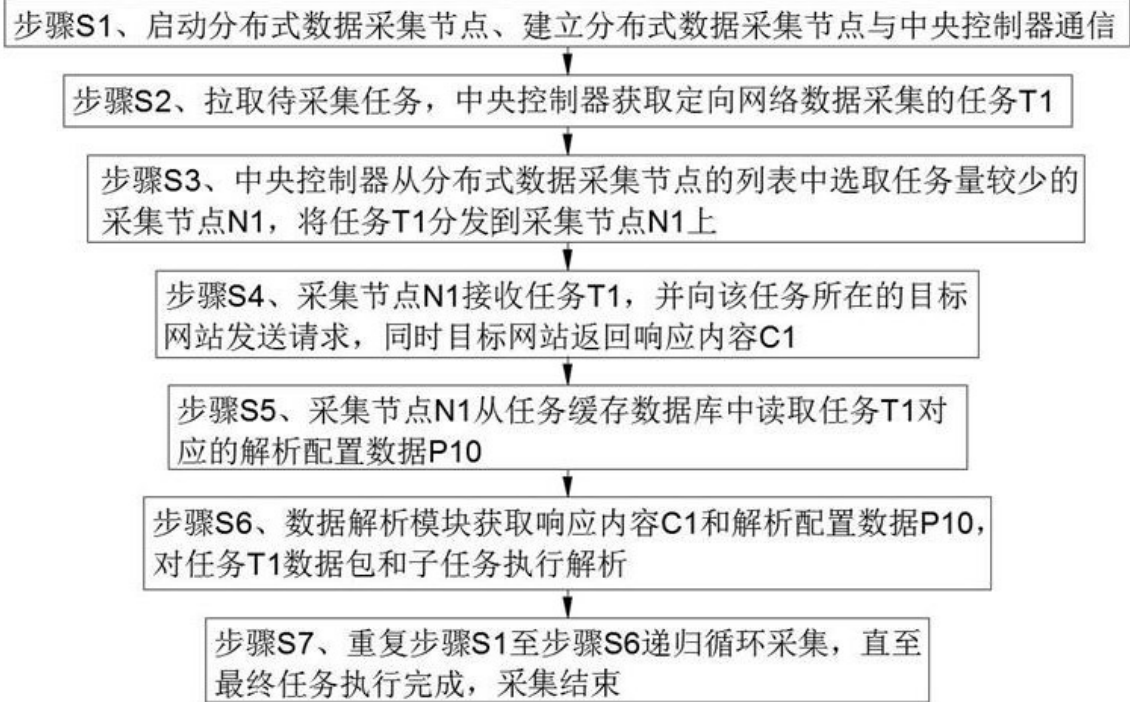 步骤S1、启动分布式数据采集节点、建立分布式数据采集节点与中央控制器通信
步骤S2、拉取待采集任务，中央控制器获取定向网络数据采集的任务T1
步骤S3、中央控制器从分布式数据采集节点的列表中选取任务量较少的
采集节点N1，将任务T1分发到采集节点N1上
步骤S4、采集节点N1接收任务T1，并向该任务所在的目标
网站发送请求，同时目标网站返回响应内容C1
步骤S5、采集节点N1从任务缓存数据库中读取任务T1对
应的解析配置数据P10
步骤S6、数据解析模块获取响应内容C1和解析配置数据P10，
对任务T1数据包和子任务执行解析
步骤S7、重复步骤S1至步骤S6递归循环采集，直至
最终任务执行完成，采集结束